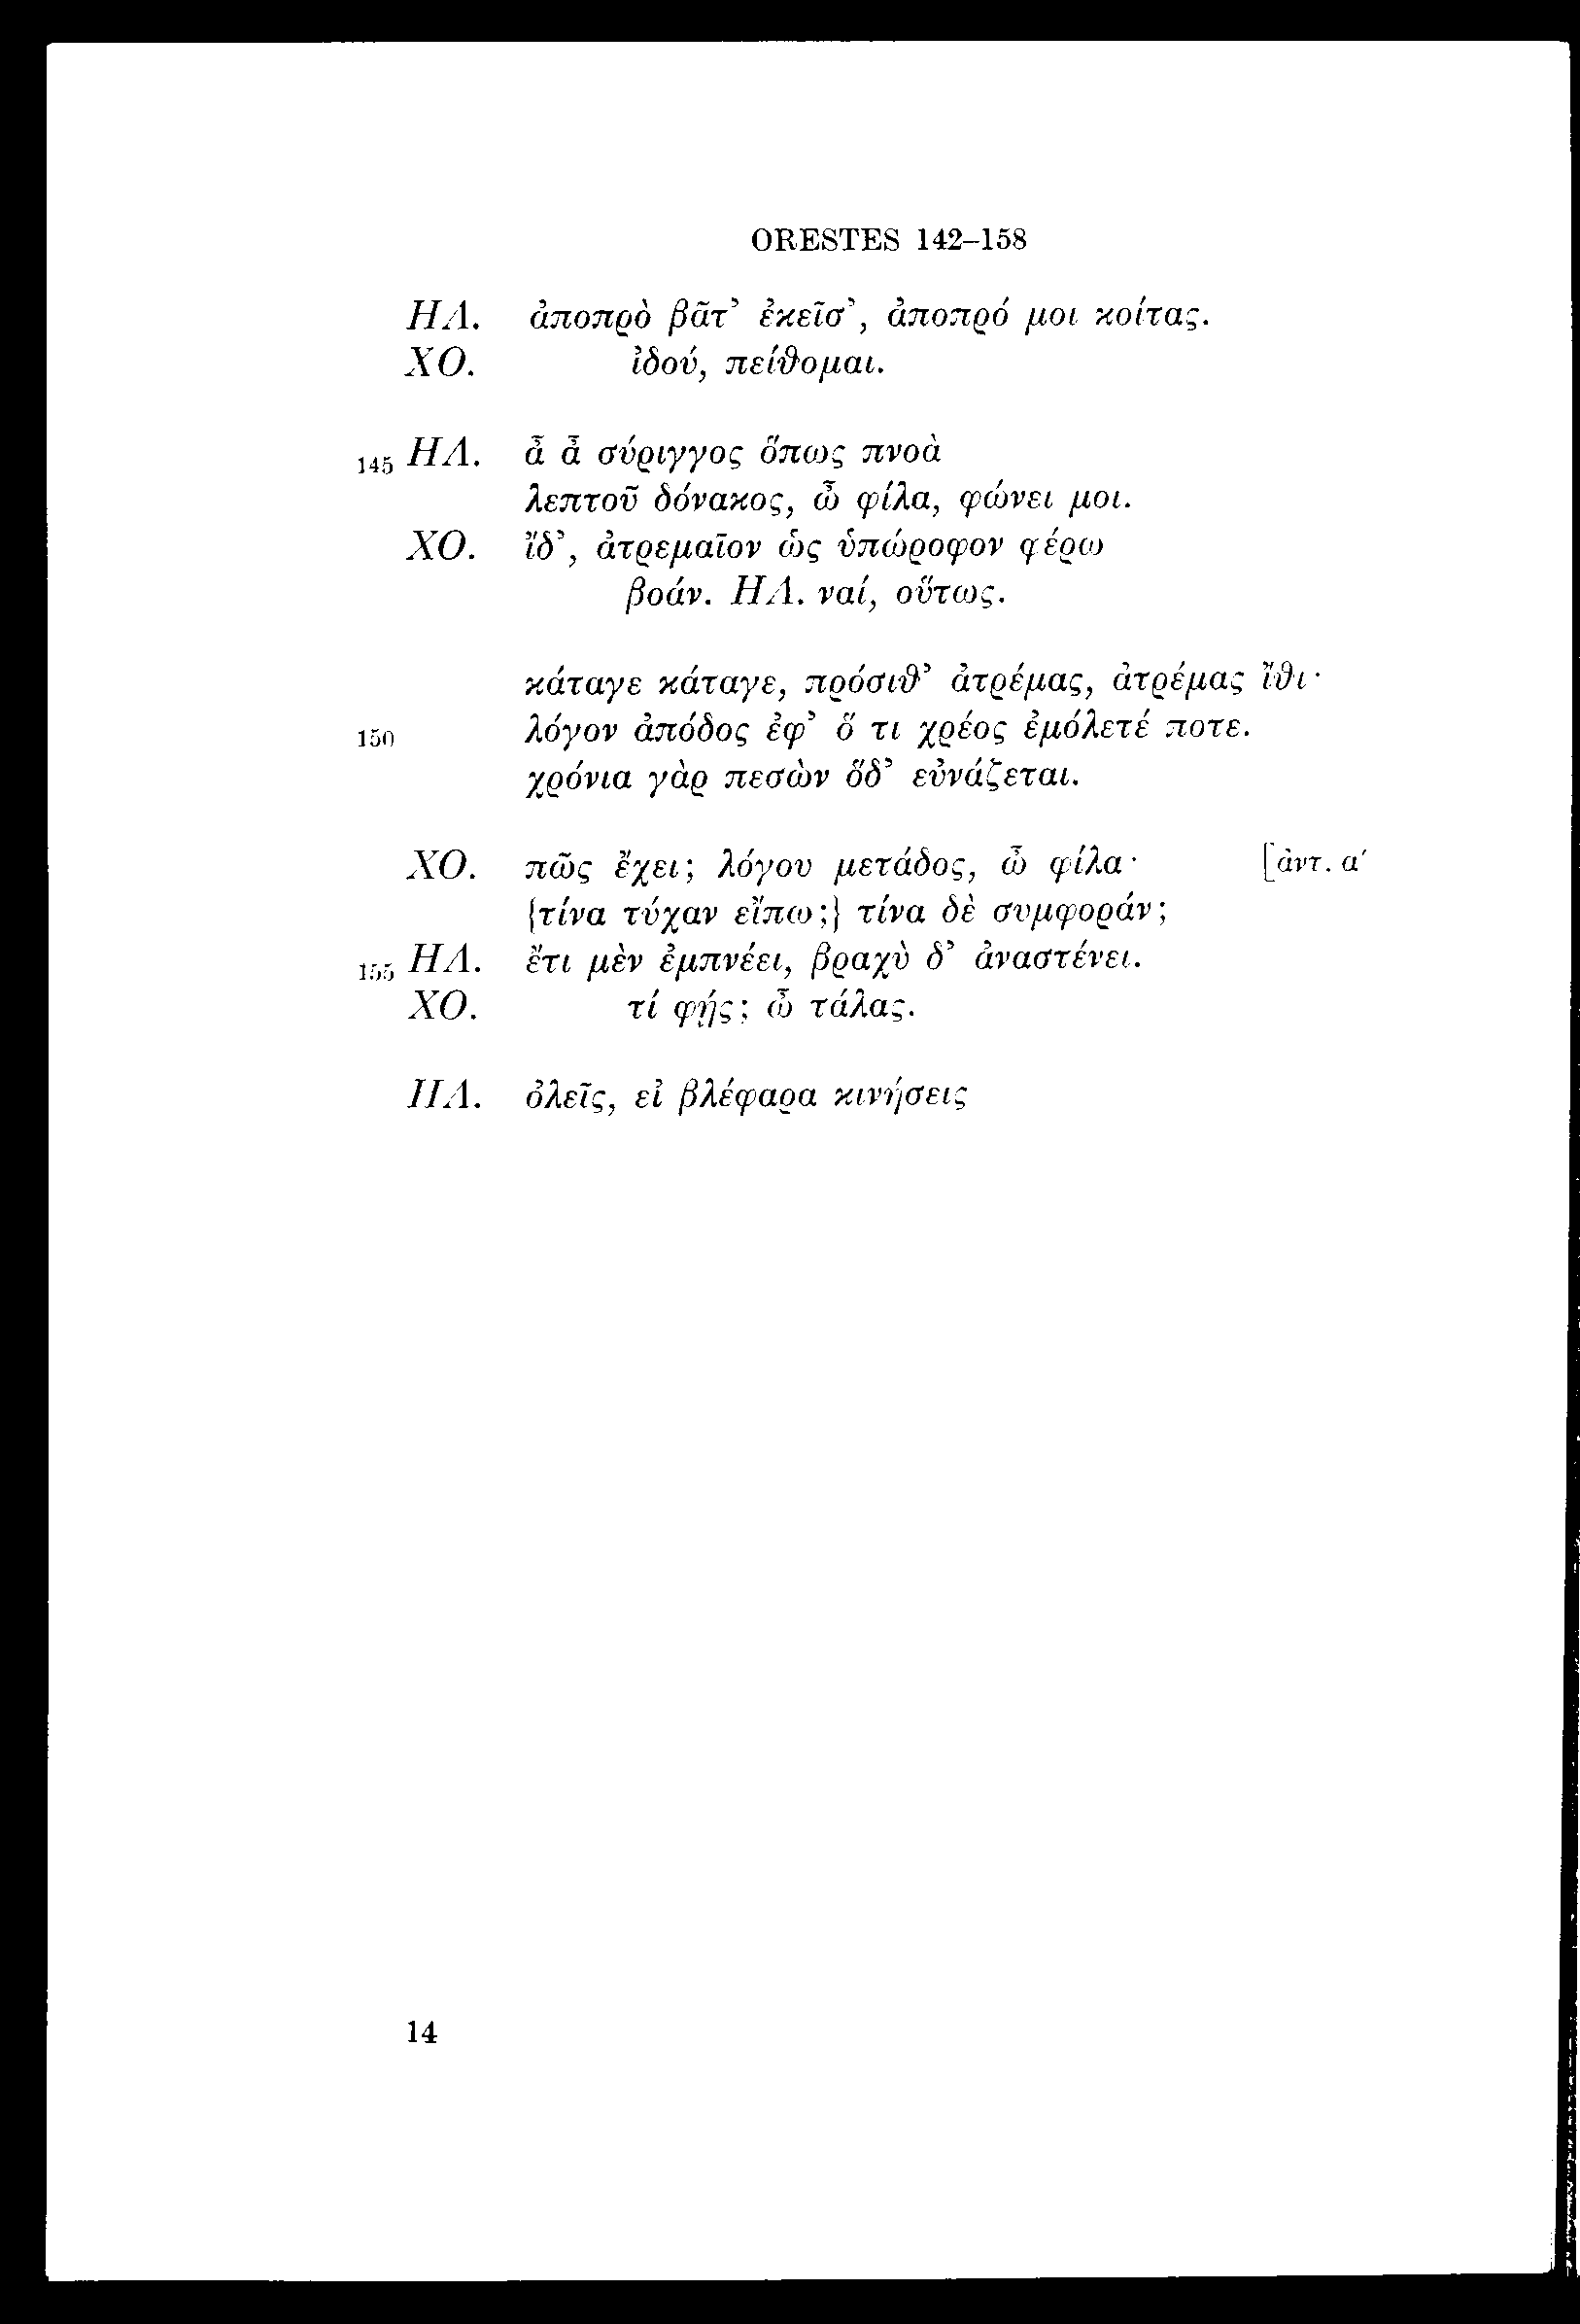 ORESTES 142–158
ΗΛ. ἀποπρὸ βᾶτ’ ἐκεῖσ’, ἀποπρό μοι κοίτας.
ΧΟ. ἰδού, πείθομαι.
145 ΗΛ. ἆ ἆ σύριγγος ὅπως πνοὰ
λεπτοῦ δόνακος, ὦ φίλα, φώνει μοι.
ΧΟ. ἴδ’, ἀτρεμαῖον ὡς ὑπώροφον φέρω
βοάν. ΗΛ. ναί, οὕτως.
κάταγε κάταγε, πρόσιθ’ ἀτρέμας, ἀτρέμας ἴθι·
150 λόγον ἀπόδος ἐφ’ ὅ τι χρέος ἐμόλετέ ποτε.
χρόνια γὰρ πεσὼν ὅδ’ εὐνάζεται.
ΧΟ. πῶς ἔχει; λόγου μετάδος, ὦ φίλα· [ἀντ. α′
{τίνα τύχαν εἴπω;} τίνα δὲ συμφοράν;
155 ΗΛ. ἔτι μὲν ἐμπνέει, βραχὺ δ’ ἀναστένει.
ΧΟ. τί φῄς; ὦ τάλας.
ΗΛ. ὀλεῖς, εἰ βλέφαρα κινήσεις
14